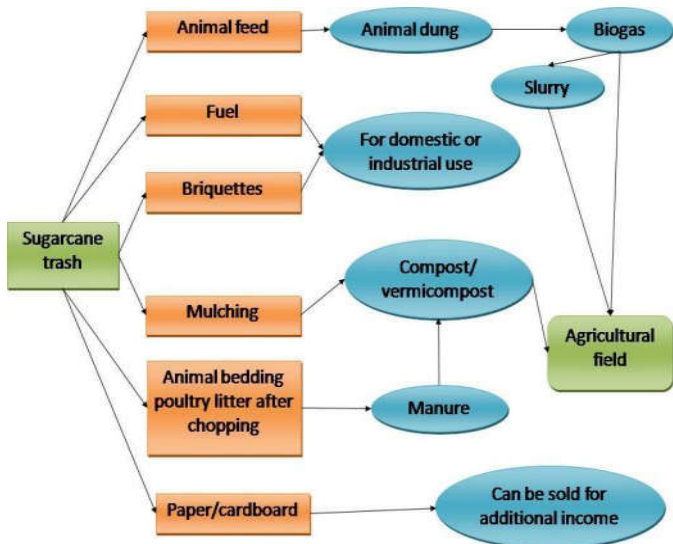 Animal feed
Animal dung
Biogas
Slurry
Fuel
For domestic or
industrial use
Briquettes
Sugarcane
trash
Compost/
vermicompost
Mulching
Agricultural
field
Animal bedding
poultry litter after
chopping
Manure
Paper/cardboard
Can be sold for
additional income